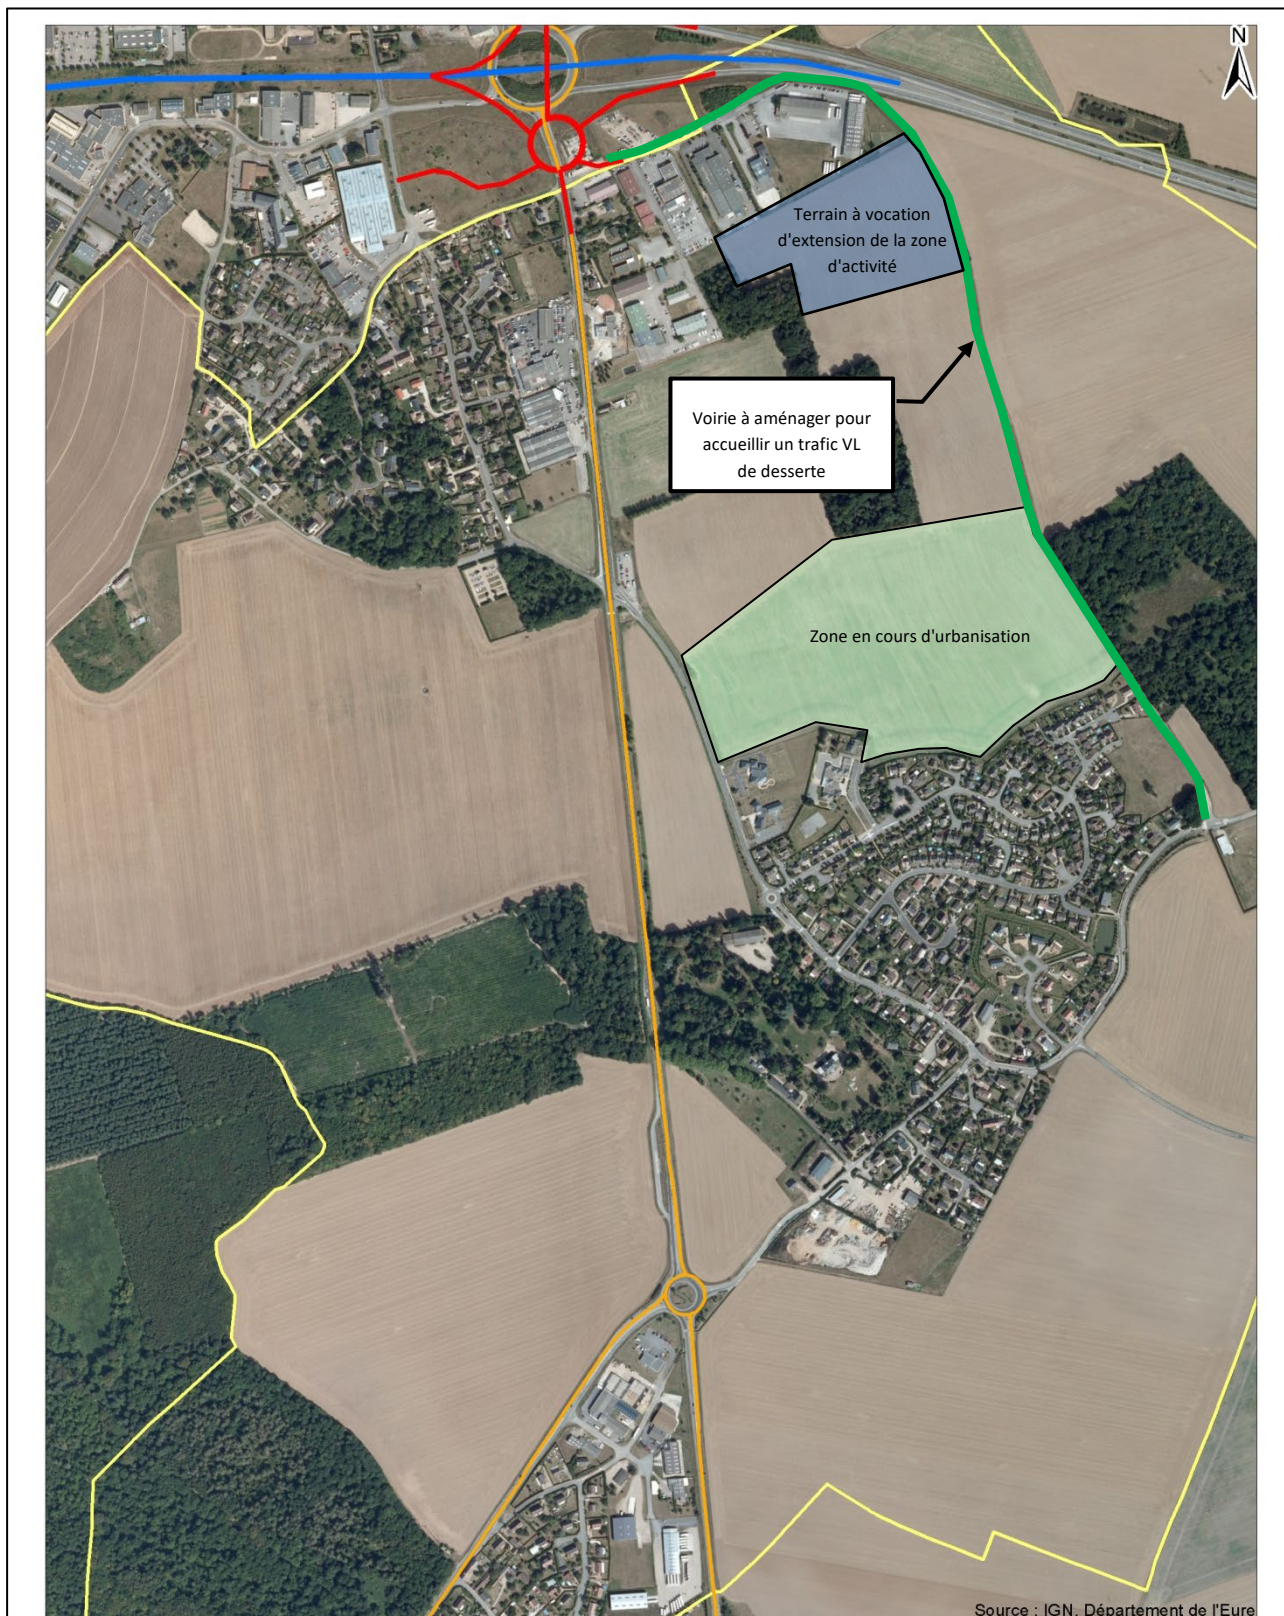 N
Terrain à vocation
d'extension de la zone
d'activité
Voirie à aménager pour
accueillir un trafic VL
de desserte
Zone en cours d'urbanisation
Source : IGN, Département de l'Eure